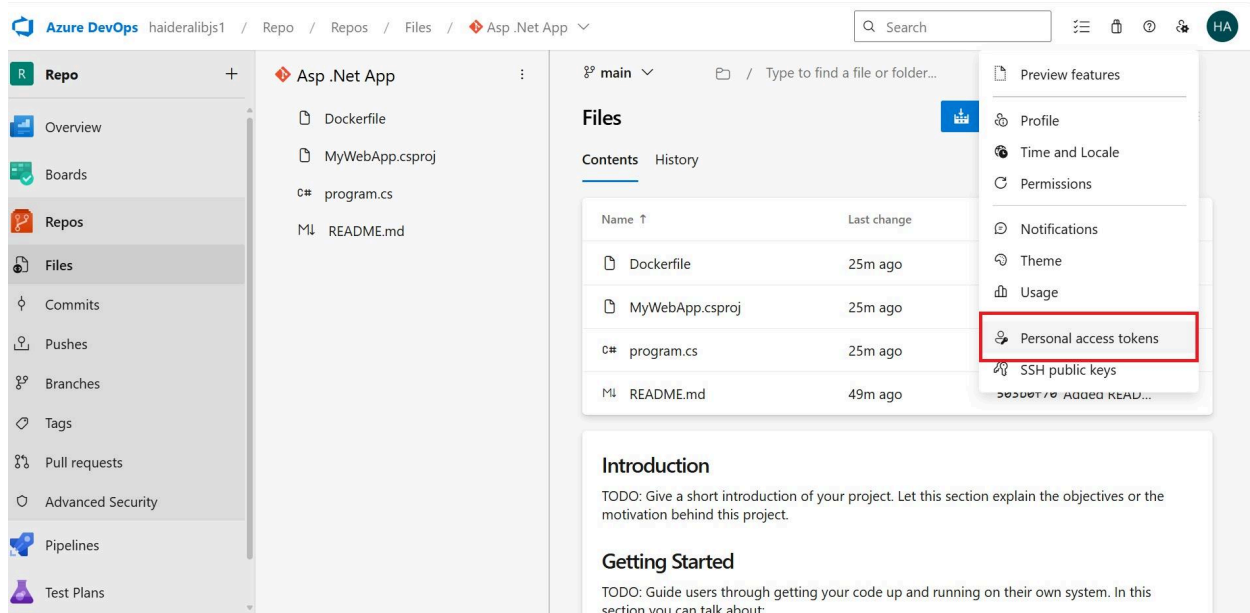 Azure DevOps haideralibjs1 / Repo / Repos / Files / Asp .Net App
Search
HA
R Repo +
Overview
Boards
Repos
Files
Commits
Pushes
Branches
Tags
Pull requests
Advanced Security
Pipelines
Test Plans
Asp .Net App
Dockerfile
MyWebApp.csproj
C# program.cs
M↓ README.md
main / Type to find a file or folder...
Files
Contents History
Name ↑ Last change
Dockerfile 25m ago
MyWebApp.csproj 25m ago
C# program.cs 25m ago
M↓ README.md 49m ago 503b0f70 Added READ...
Introduction
TODO: Give a short introduction of your project. Let this section explain the objectives or the
motivation behind this project.
Getting Started
TODO: Guide users through getting your code up and running on their own system. In this
section you can talk about:
Preview features
Profile
Time and Locale
Permissions
Notifications
Theme
Usage
Personal access tokens
SSH public keys